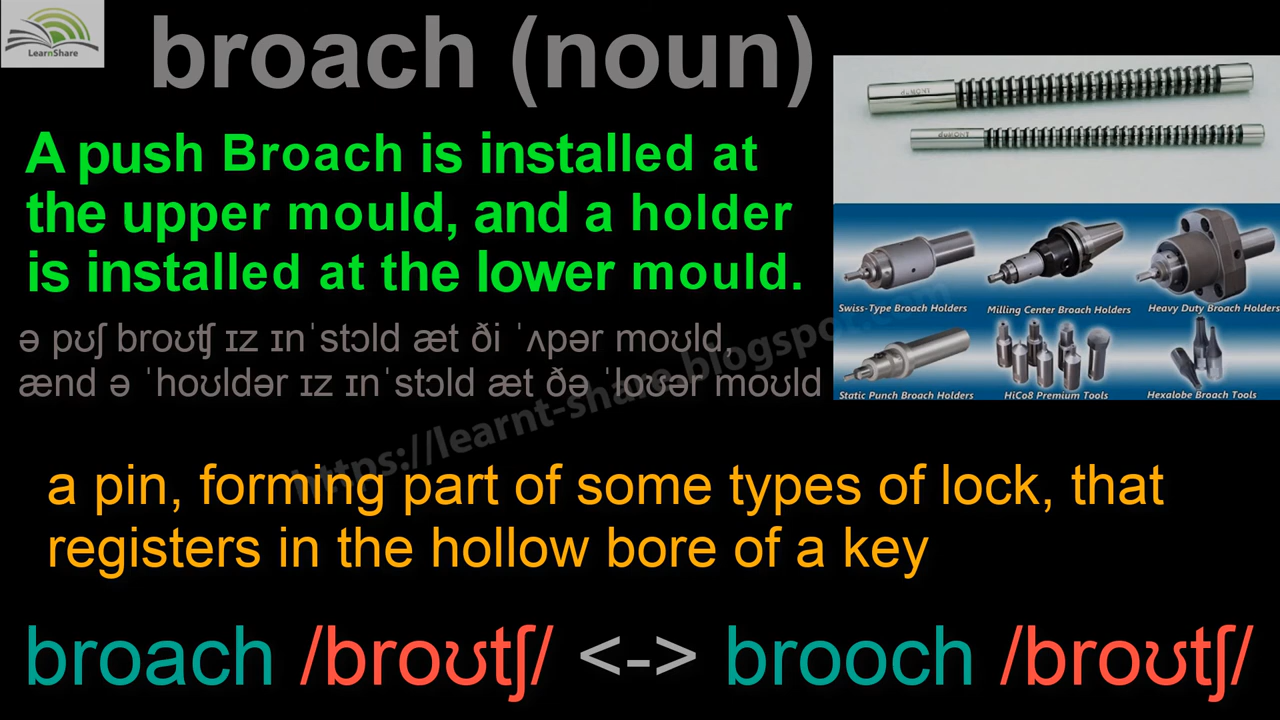 LearnShare
broach (noun)
A push Broach is installed at
the upper mould, and a holder
is installed at the lower mould.
ə pʊʃ broʊʧ ɪz ɪnˈstɔld æt ði ˈʌpər moʊld,
ænd ə ˈhoʊldər ɪz ɪnˈstɔld æt ðə ˈloʊər moʊld
Swiss-Type Broach Holders
Milling Center Broach Holders
Heavy Duty Broach Holders
Static Punch Broach Holders
HiCo8 Premium Tools
Hexalobe Broach Tools
https://learnt-share.blogspot.com
a pin, forming part of some types of lock, that
registers in the hollow bore of a key
broach /broʊtʃ/ <-> brooch /broʊtʃ/